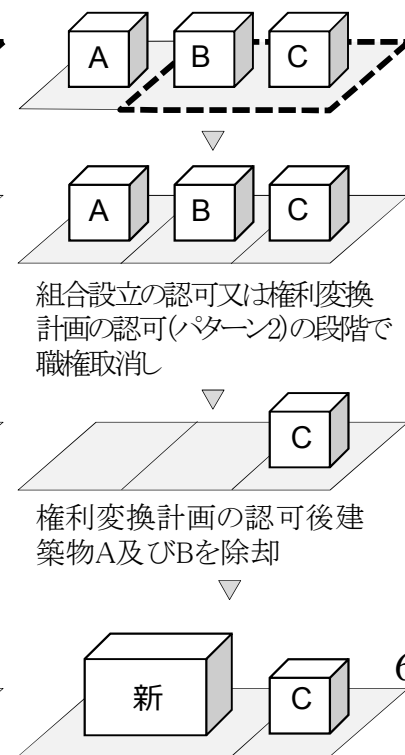 A B C
A B C
組合設立の認可又は権利変換
計画の認可(パターン2)の段階で
職権取消し
C
権利変換計画の認可後建
築物A及びBを除却
新 C